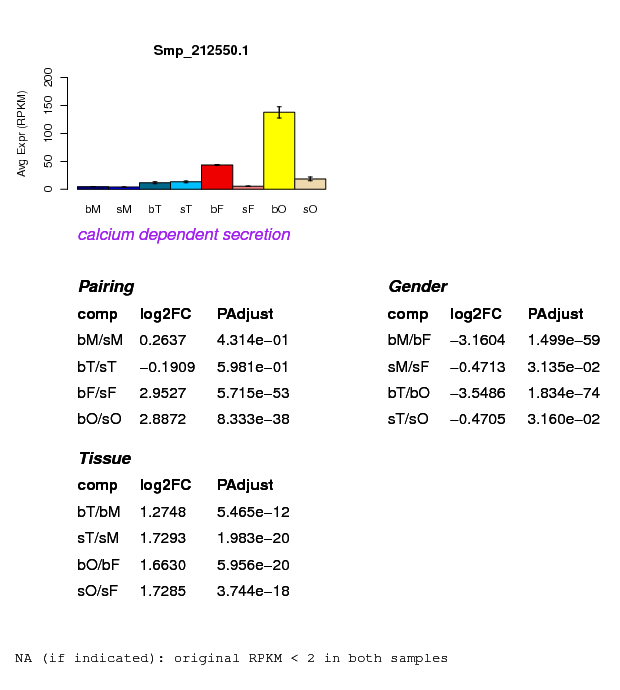 Smp_212550.1
Avg Expr (RPKM)
0 50 100 150 200
bM sM bT sT bF sF bO sO
calcium dependent secretion
Pairing
comp log2FC PAdjust
bM/sM 0.2637 4.314e−01
bT/sT −0.1909 5.981e−01
bF/sF 2.9527 5.715e−53
bO/sO 2.8872 8.333e−38
Gender
comp log2FC PAdjust
bM/bF −3.1604 1.499e−59
sM/sF −0.4713 3.135e−02
bT/bO −3.5486 1.834e−74
sT/sO −0.4705 3.160e−02
Tissue
comp log2FC PAdjust
bT/bM 1.2748 5.465e−12
sT/sM 1.7293 1.983e−20
bO/bF 1.6630 5.956e−20
sO/sF 1.7285 3.744e−18
NA (if indicated): original RPKM < 2 in both samples